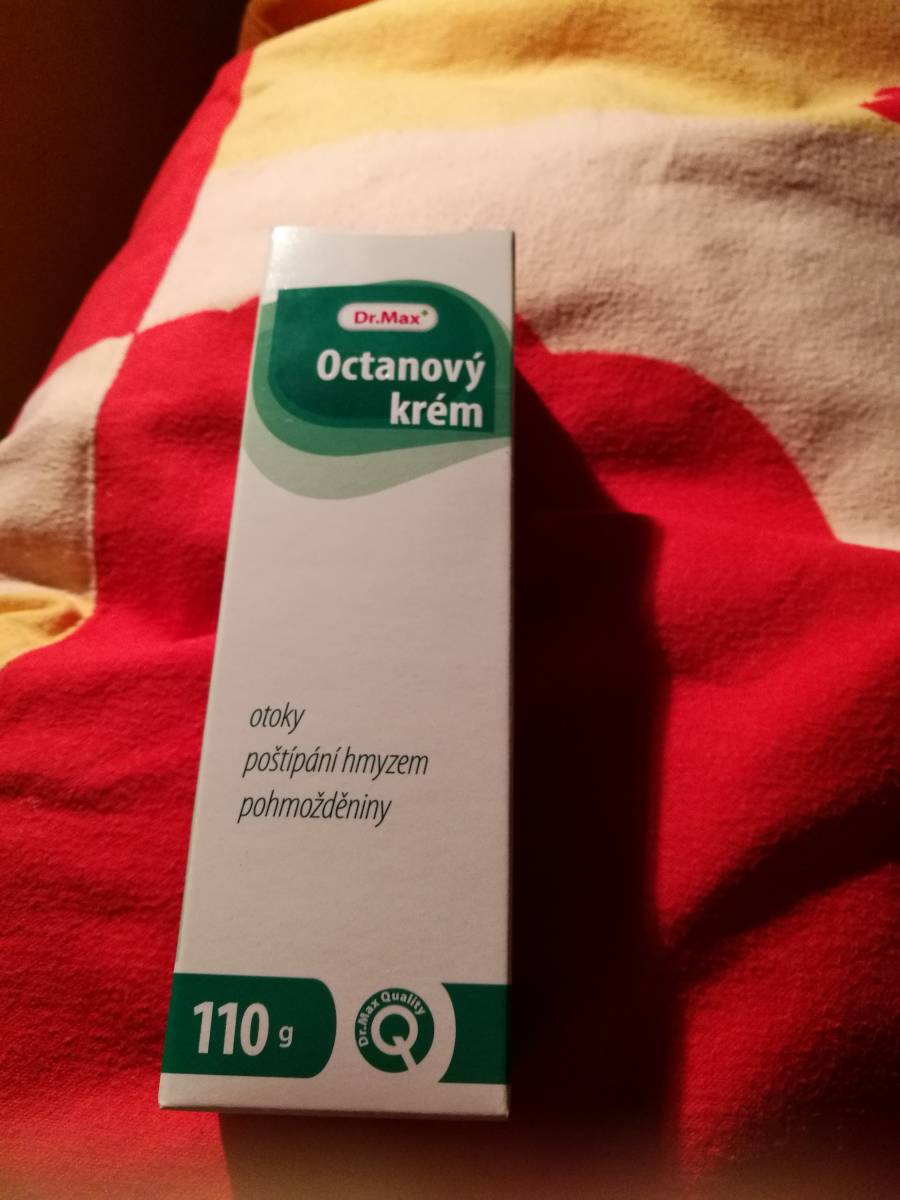 Dr.Max+
Octanový
krém
otoky
poštípání hmyzem
pohmožděniny
110 g
Dr.Max Quality